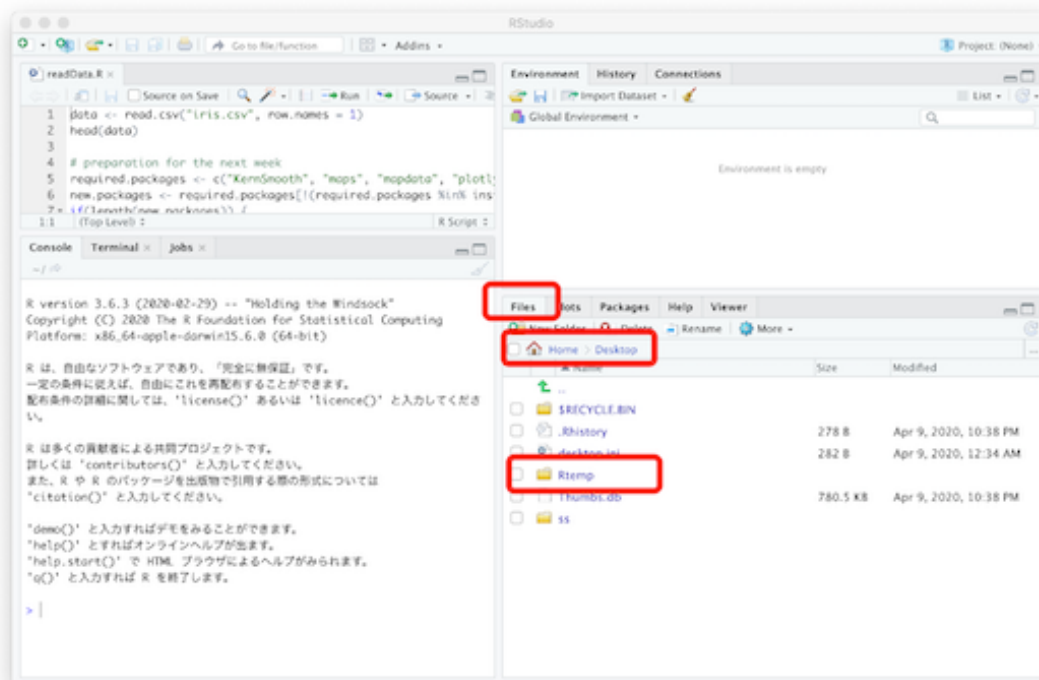 RStudio
Go to file/function
Addins
Project: (None)
readData.R
Source on Save
Run
Source
1 data <- read.csv("iris.csv", row.names = 1)
2 head(data)
3
4 # preparation for the next week
5 required.packages <- c("KernSmooth", "maps", "mapdata", "plotl
6 new.packages <- required.packages[!(required.packages %in% ins
7 if(length(new.packages)) {
1:1 (Top Level) R Script
Console Terminal Jobs
~/
R version 3.6.3 (2020-02-29) -- "Holding the Windsock"
Copyright (C) 2020 The R Foundation for Statistical Computing
Platform: x86_64-apple-darwin15.6.0 (64-bit)
R は、自由なソフトウェアであり、「完全に無保証」です。
一定の条件に従えば、自由にこれを再配布することができます。
配布条件の詳細に関しては、'license()' あるいは 'licence()' と入力してくださ
い。
R は多くの貢献者による共同プロジェクトです。
詳しくは 'contributors()' と入力してください。
また、R や R のパッケージを出版物で引用する際の形式については
'citation()' と入力してください。
'demo()' と入力すればデモをみることができます。
'help()' とすればオンラインヘルプが出ます。
'help.start()' で HTML ブラウザによるヘルプがみられます。
'q()' と入力すれば R を終了します。
>
Environment History Connections
Import Dataset
List
Global Environment
Environment is empty
Files Plots Packages Help Viewer
New Folder Delete Rename More
Home Desktop
Name Size Modified
..
$RECYCLE.BIN
.Rhistory 278 B Apr 9, 2020, 10:38 PM
desktop.ini 282 B Apr 9, 2020, 12:34 AM
Rtemp
Thumbs.db 780.5 KB Apr 9, 2020, 10:38 PM
ss